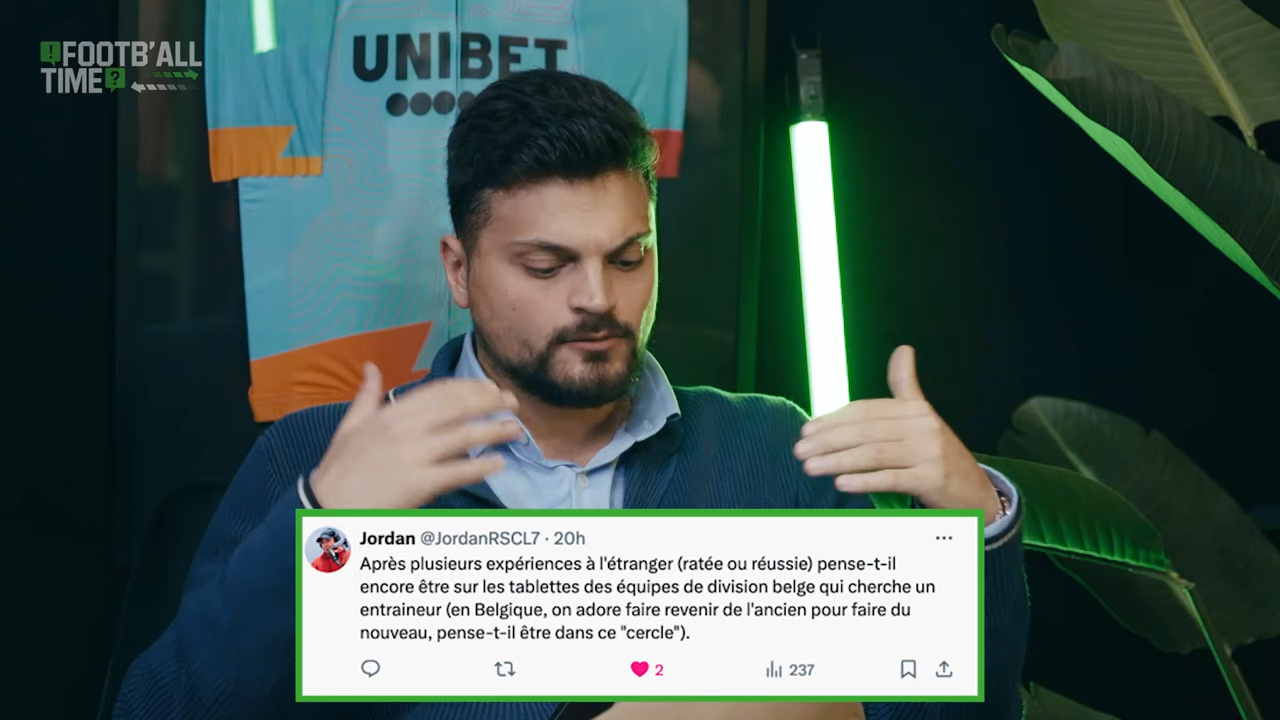 !FOOTB'ALL
TIME?
UNIBET
Jordan @JordanRSCL7 · 20h
Après plusieurs expériences à l'étranger (ratée ou réussie) pense-t-il
encore être sur les tablettes des équipes de division belge qui cherche un
entraineur (en Belgique, on adore faire revenir de l'ancien pour faire du
nouveau, pense-t-il être dans ce "cercle").
2
237